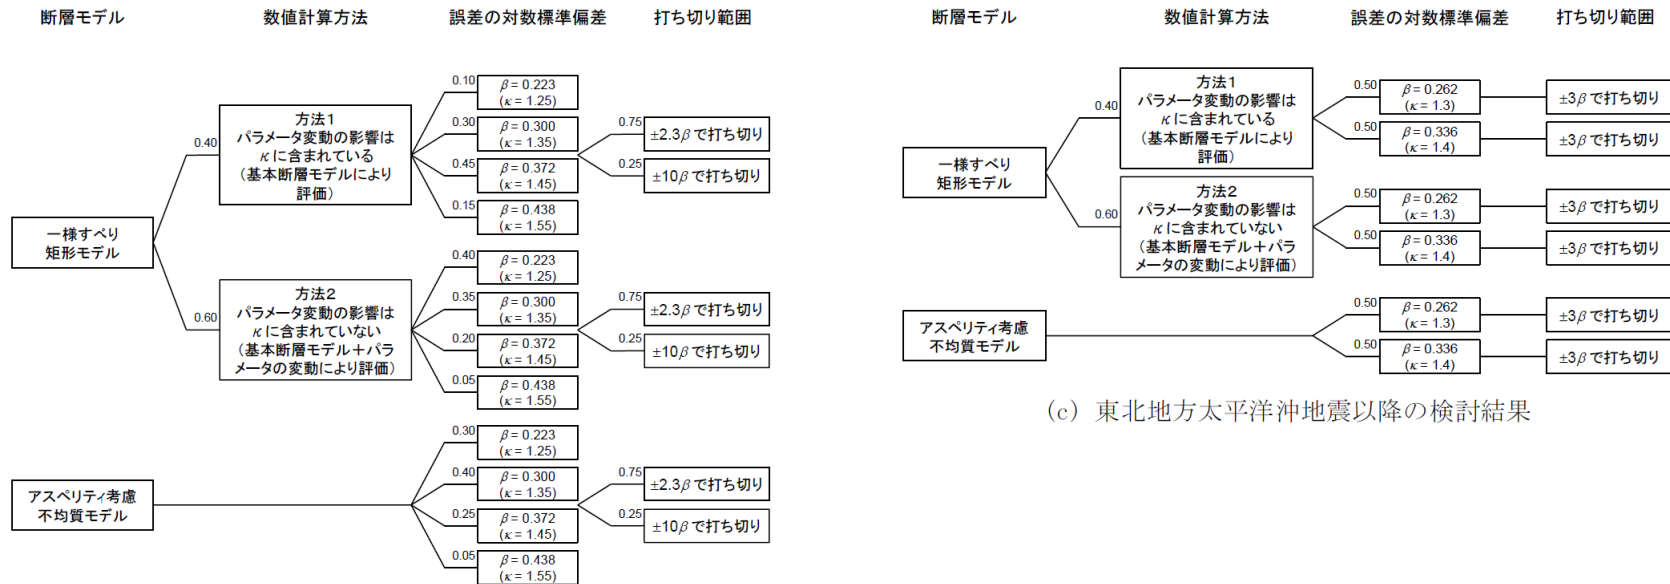 断層モデル
数値計算方法
誤差の対数標準偏差
打ち切り範囲
一様すべり
矩形モデル
0.40
方法1
パラメータ変動の影響は
κに含まれている
(基本断層モデルにより
評価)
0.10
β = 0.223
(κ = 1.25)
0.30
β = 0.300
(κ = 1.35)
0.45
β = 0.372
(κ = 1.45)
0.15
β = 0.438
(κ = 1.55)
0.75
±2.3βで打ち切り
0.25
±10βで打ち切り
0.60
方法2
パラメータ変動の影響は
κに含まれていない
(基本断層モデル+パラ
メータの変動により評価)
0.40
β = 0.223
(κ = 1.25)
0.35
β = 0.300
(κ = 1.35)
0.20
β = 0.372
(κ = 1.45)
0.05
β = 0.438
(κ = 1.55)
0.75
±2.3βで打ち切り
0.25
±10βで打ち切り
アスペリティ考慮
不均質モデル
0.30
β = 0.223
(κ = 1.25)
0.40
β = 0.300
(κ = 1.35)
0.25
β = 0.372
(κ = 1.45)
0.05
β = 0.438
(κ = 1.55)
0.75
±2.3βで打ち切り
0.25
±10βで打ち切り
断層モデル
数値計算方法
誤差の対数標準偏差
打ち切り範囲
一様すべり
矩形モデル
0.40
方法1
パラメータ変動の影響は
κに含まれている
(基本断層モデルにより
評価)
0.50
β = 0.262
(κ = 1.3)
±3βで打ち切り
0.50
β = 0.336
(κ = 1.4)
±3βで打ち切り
0.60
方法2
パラメータ変動の影響は
κに含まれていない
(基本断層モデル+パラ
メータの変動により評価)
0.50
β = 0.262
(κ = 1.3)
±3βで打ち切り
0.50
β = 0.336
(κ = 1.4)
±3βで打ち切り
アスペリティ考慮
不均質モデル
0.50
β = 0.262
(κ = 1.3)
±3βで打ち切り
0.50
β = 0.336
(κ = 1.4)
±3βで打ち切り
(c) 東北地方太平洋沖地震以降の検討結果